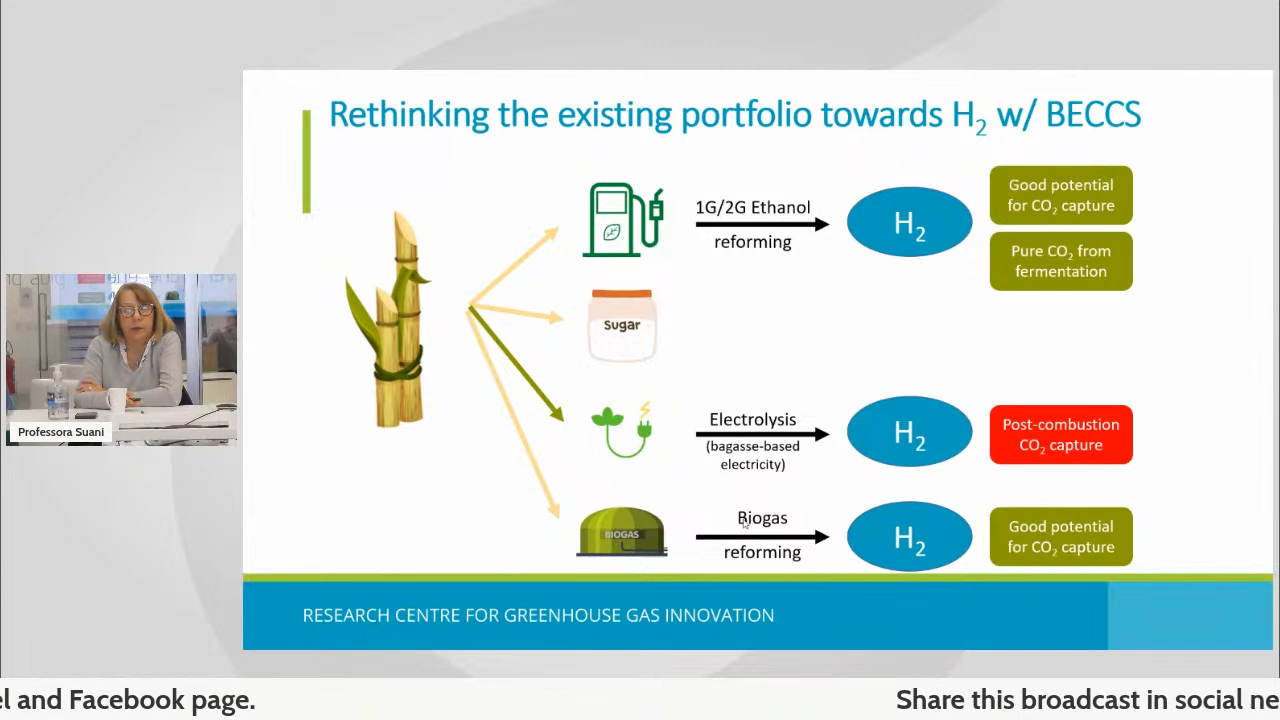 Rethinking the existing portfolio towards H₂ w/ BECCS
1G/2G Ethanol
reforming
H₂
Good potential
for CO₂ capture
Pure CO₂ from
fermentation
Sugar
Electrolysis
(bagasse-based
electricity)
H₂
Post-combustion
CO₂ capture
BIOGAS
Biogas
reforming
H₂
Good potential
for CO₂ capture
Professora Suani
RESEARCH CENTRE FOR GREENHOUSE GAS INNOVATION
el and Facebook page.
Share this broadcast in social ne